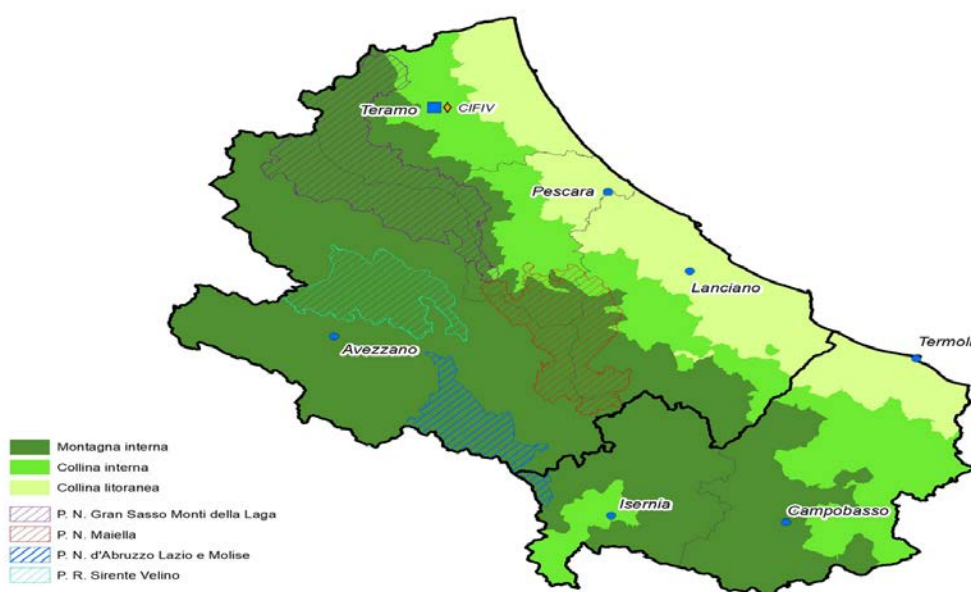 Teramo
CIFIV
Pescara
Lanciano
Termoli
Avezzano
Isernia
Campobasso
Montagna interna
Collina interna
Collina litoranea
P. N. Gran Sasso Monti della Laga
P. N. Maiella
P. N. d'Abruzzo Lazio e Molise
P. R. Sirente Velino